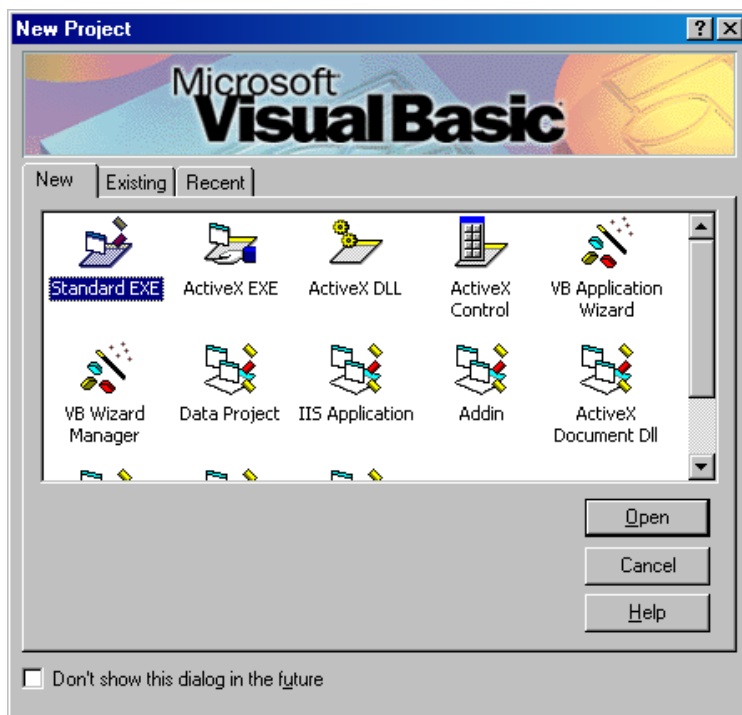 New Project
Microsoft
Visual Basic
New Existing Recent
Standard EXE ActiveX EXE ActiveX DLL ActiveX Control VB Application Wizard
VB Wizard Manager Data Project IIS Application Addin ActiveX Document Dll
Open
Cancel
Help
Don't show this dialog in the future